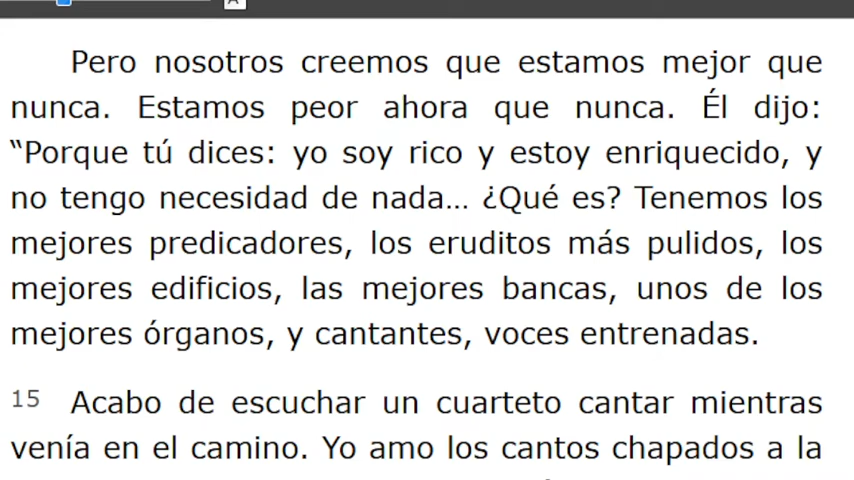 Pero nosotros creemos que estamos mejor que
nunca. Estamos peor ahora que nunca. Él dijo:
“Porque tú dices: yo soy rico y estoy enriquecido, y
no tengo necesidad de nada... ¿Qué es? Tenemos los
mejores predicadores, los eruditos más pulidos, los
mejores edificios, las mejores bancas, unos de los
mejores órganos, y cantantes, voces entrenadas.
15 Acabo de escuchar un cuarteto cantar mientras
venía en el camino. Yo amo los cantos chapados a la